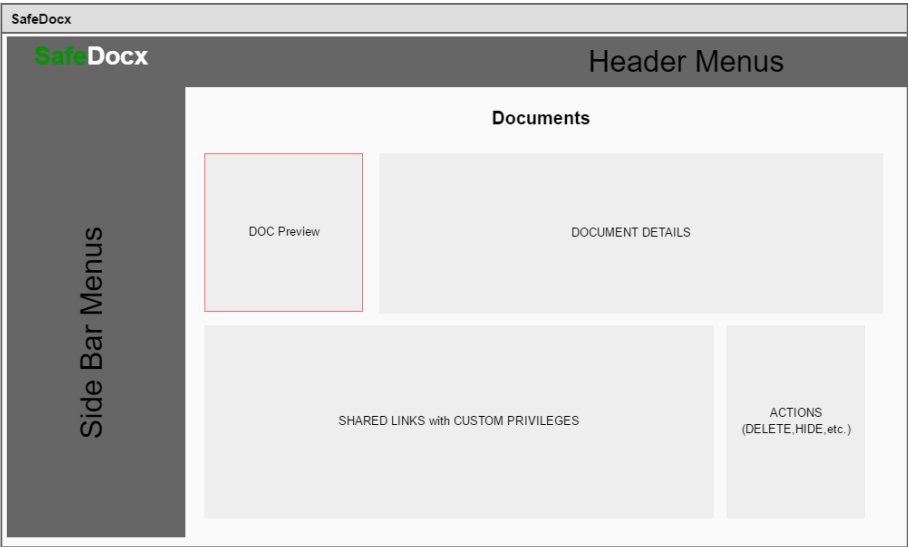 SafeDocx
SafeDocx
Header Menus
Side Bar Menus
Documents
DOC Preview
DOCUMENT DETAILS
SHARED LINKS with CUSTOM PRIVILEGES
ACTIONS
(DELETE,HIDE,etc.)